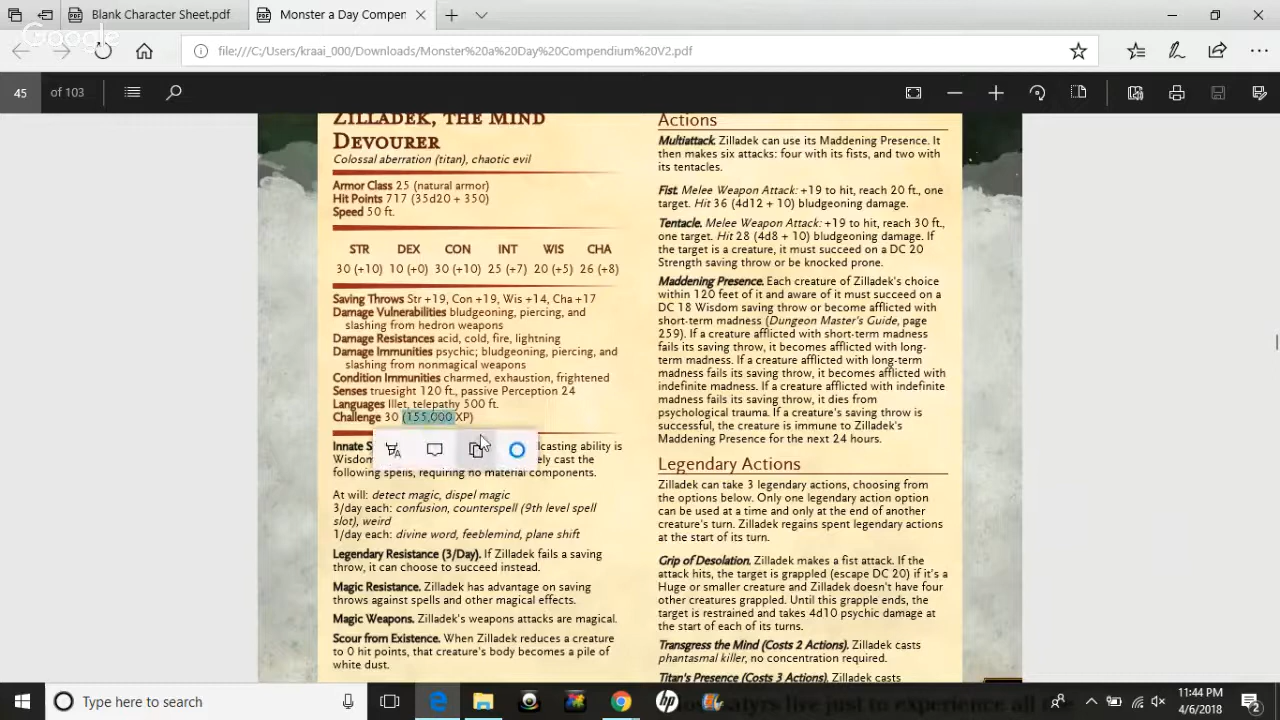 Blank Character Sheet.pdf
Monster a Day Compen
Google
file:///C:/Users/kraai_000/Downloads/Monster%20a%20Day%20Compendium%20V2.pdf
45 of 103
ZILLADEK, THE MIND
DEVOURER
Colossal aberration (titan), chaotic evil
Armor Class 25 (natural armor)
Hit Points 717 (35d20 + 350)
Speed 50 ft.
STR DEX CON INT WIS CHA
30 (+10) 10 (+0) 30 (+10) 25 (+7) 20 (+5) 26 (+8)
Saving Throws Str +19, Con +19, Wis +14, Cha +17
Damage Vulnerabilities bludgeoning, piercing, and
slashing from hedron weapons
Damage Resistances acid, cold, fire, lightning
Damage Immunities psychic; bludgeoning, piercing, and
slashing from nonmagical weapons
Condition Immunities charmed, exhaustion, frightened
Senses truesight 120 ft., passive Perception 24
Languages Illet, telepathy 500 ft.
Challenge 30 (155,000 XP)
Innate S dcasting ability is
Wisdom ely cast the
following spells, requiring no material components.
At will: detect magic, dispel magic
3/day each: confusion, counterspell (9th level spell
slot), weird
1/day each: divine word, feeblemind, plane shift
Legendary Resistance (3/Day). If Zilladek fails a saving
throw, it can choose to succeed instead.
Magic Resistance. Zilladek has advantage on saving
throws against spells and other magical effects.
Magic Weapons. Zilladek's weapons attacks are magical.
Scour from Existence. When Zilladek reduces a creature
to 0 hit points, that creature's body becomes a pile of
white dust.
Actions
Multiattack. Zilladek can use its Maddening Presence. It
then makes six attacks: four with its fists, and two with
its tentacles.
Fist. Melee Weapon Attack: +19 to hit, reach 20 ft., one
target. Hit 36 (4d12 + 10) bludgeoning damage.
Tentacle. Melee Weapon Attack: +19 to hit, reach 30 ft.,
one target. Hit 28 (4d8 + 10) bludgeoning damage. If
the target is a creature, it must succeed on a DC 20
Strength saving throw or be knocked prone.
Maddening Presence. Each creature of Zilladek's choice
within 120 feet of it and aware of it must succeed on a
DC 18 Wisdom saving throw or become afflicted with
short-term madness (Dungeon Master's Guide, page
259). If a creature afflicted with short-term madness
fails its saving throw, it becomes afflicted with long-
term madness. If a creature afflicted with long-term
madness fails its saving throw, it becomes afflicted with
indefinite madness. If a creature afflicted with indefinite
madness fails its saving throw, it dies from
psychological trauma. If a creature's saving throw is
successful, the creature is immune to Zilladek's
Maddening Presence for the next 24 hours.
Legendary Actions
Zilladek can take 3 legendary actions, choosing from
the options below. Only one legendary action option
can be used at a time and only at the end of another
creature's turn. Zilladek regains spent legendary actions
at the start of its turn.
Grip of Desolation. Zilladek makes a fist attack. If the
attack hits, the target is grappled (escape DC 20) if it's a
Huge or smaller creature and Zilladek doesn't have four
other creatures grappled. Until this grapple ends, the
target is restrained and takes 4d10 psychic damage at
the start of each of its turns.
Transgress the Mind (Costs 2 Actions). Zilladek casts
phantasmal killer, no concentration required.
Titan's Presence (Costs 3 Actions). Zilladek casts
Type here to search
11:44 PM
4/6/2018
2